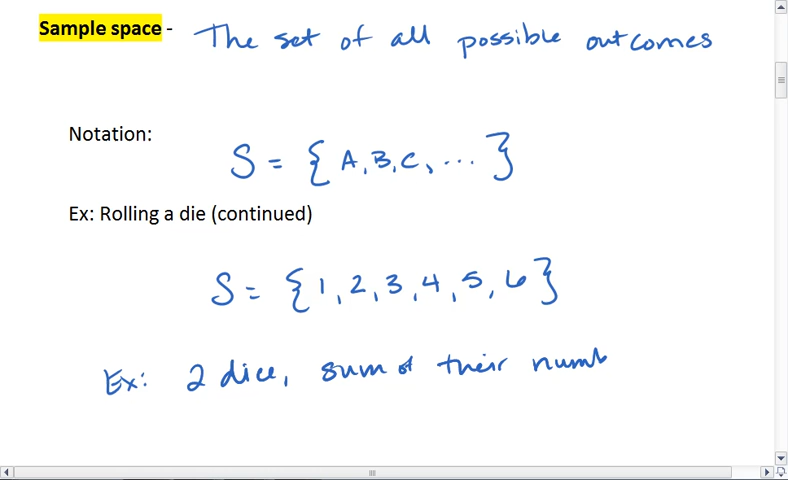 Sample space - The set of all possible outcomes
Notation:
S = { A, B, C, ... }
Ex: Rolling a die (continued)
S = { 1, 2, 3, 4, 5, 6 }
Ex: 2 dice, sum of their numb